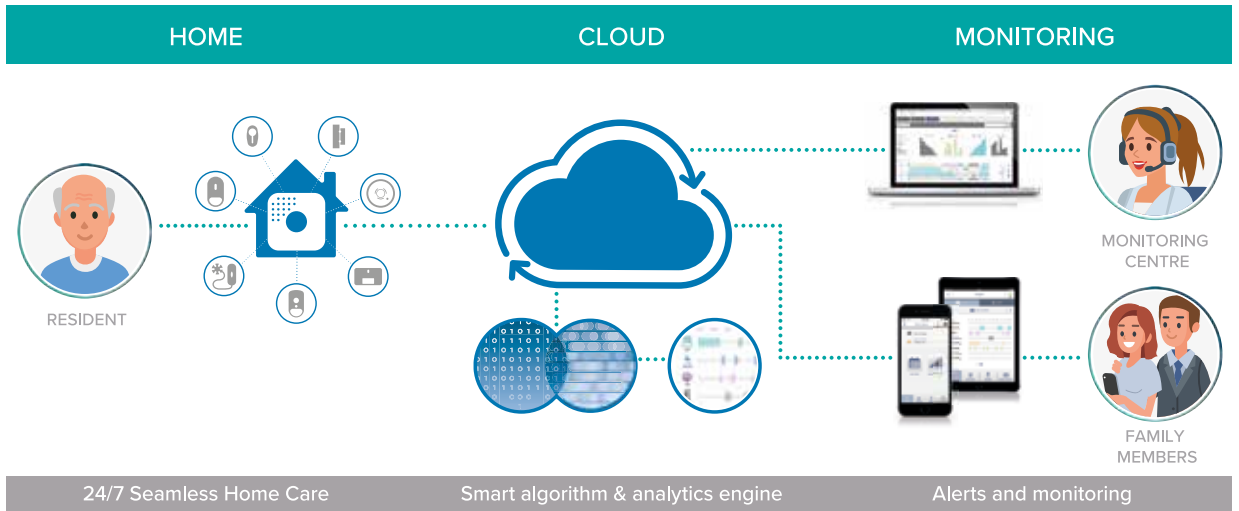 HOME
CLOUD
MONITORING
RESIDENT
MONITORING
CENTRE
FAMILY
MEMBERS
24/7 Seamless Home Care
Smart algorithm & analytics engine
Alerts and monitoring